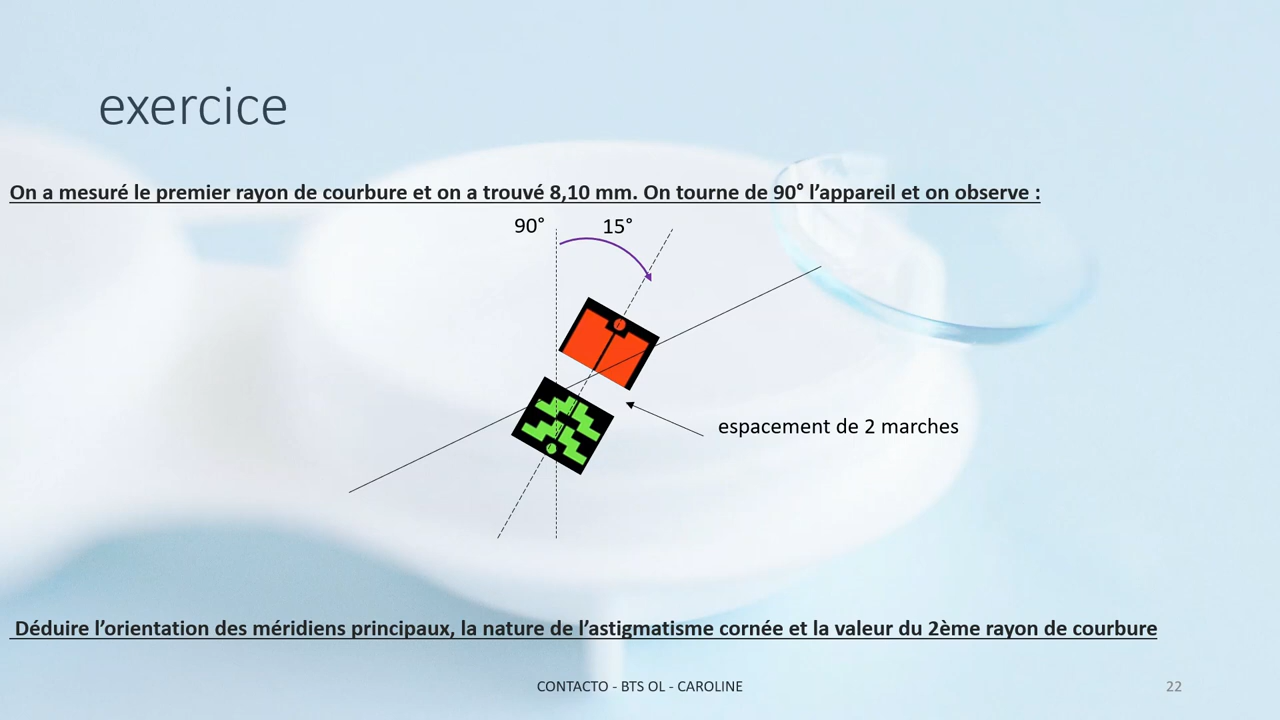 exercice
On a mesuré le premier rayon de courbure et on a trouvé 8,10 mm. On tourne de 90° l’appareil et on observe :
90° 15°
espacement de 2 marches
Déduire l’orientation des méridiens principaux, la nature de l’astigmatisme cornée et la valeur du 2ème rayon de courbure
CONTACTO - BTS OL - CAROLINE 22